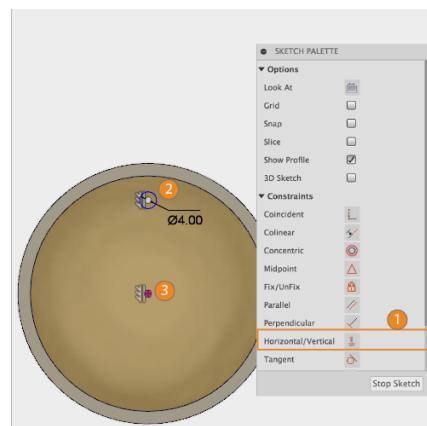 SKETCH PALETTE
Options
Look At
Grid
Snap
Slice
Show Profile
3D Sketch
Constraints
Coincident
Colinear
Concentric
Midpoint
Fix/UnFix
Parallel
Perpendicular
1
Horizontal/Vertical
Tangent
Stop Sketch
2
Ø4.00
3